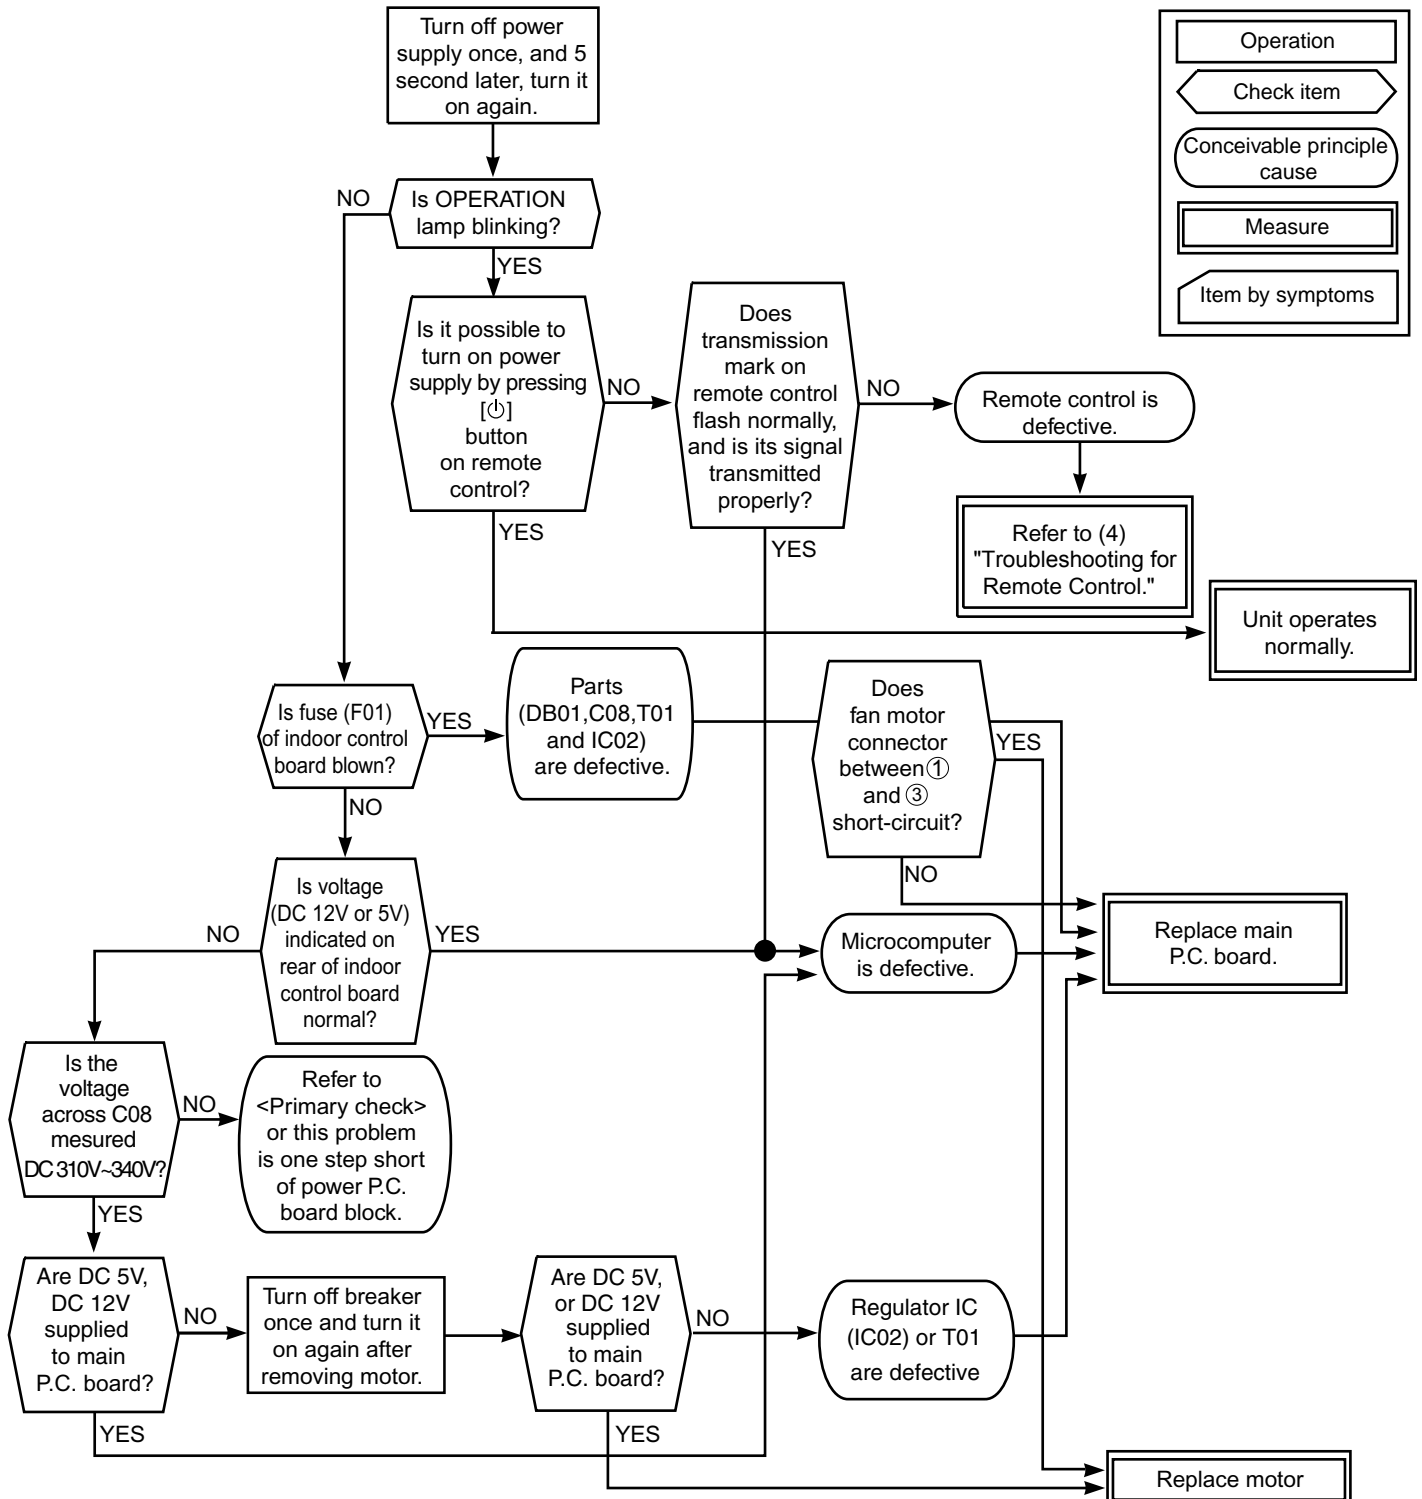 Turn off power
supply once, and 5
second later, turn it
on again.
Operation
Check item
Conceivable principle
cause
Measure
Item by symptoms
NO
Is OPERATION
lamp blinking?
YES
Is it possible to
turn on power
supply by pressing
[⏻]
button
on remote
control?
NO
YES
Does
transmission
mark on
remote control
flash normally,
and is its signal
transmitted
properly?
NO
YES
Remote control is
defective.
Refer to (4)
"Troubleshooting for
Remote Control."
Unit operates
normally.
Is fuse (F01)
of indoor control
board blown?
YES
NO
Parts
(DB01,C08,T01
and IC02)
are defective.
Does
fan motor
connector
between ①
and ③
short-circuit?
YES
NO
Is voltage
(DC 12V or 5V)
indicated on
rear of indoor
control board
normal?
NO
YES
Microcomputer
is defective.
Replace main
P.C. board.
Is the
voltage
across C08
mesured
DC 310V~340V?
NO
YES
Refer to
<Primary check>
or this problem
is one step short
of power P.C.
board block.
Are DC 5V,
DC 12V
supplied
to main
P.C. board?
NO
YES
Turn off breaker
once and turn it
on again after
removing motor.
Are DC 5V,
or DC 12V
supplied
to main
P.C. board?
NO
YES
Regulator IC
(IC02) or T01
are defective
Replace motor